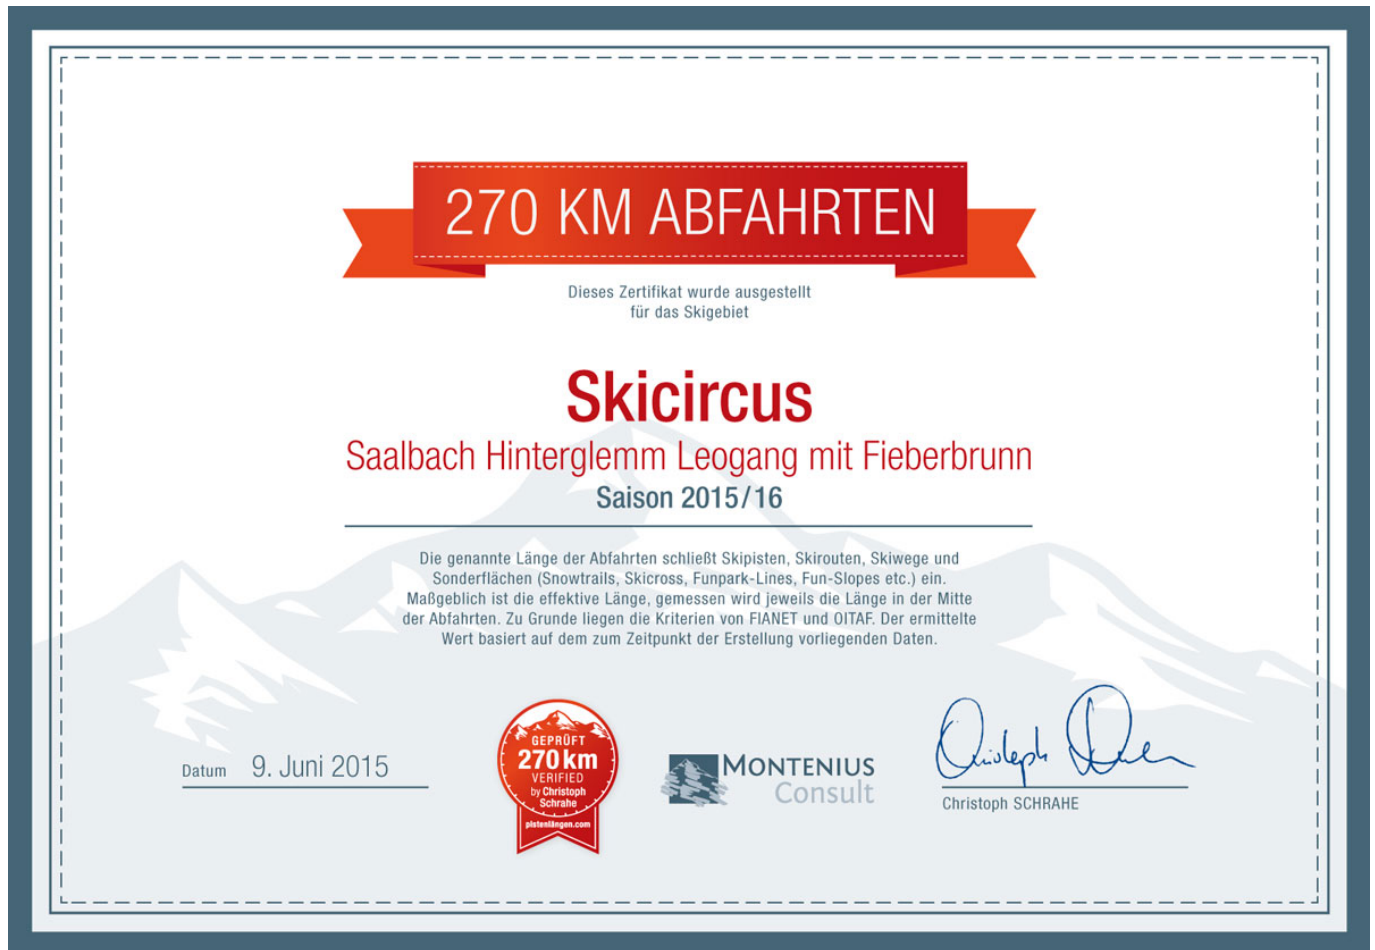 270 KM ABFAHRTEN
Dieses Zertifikat wurde ausgestellt
für das Skigebiet
Skicircus
Saalbach Hinterglemm Leogang mit Fieberbrunn
Saison 2015/16
Die genannte Länge der Abfahrten schließt Skipisten, Skirouten, Skiwege und
Sonderflächen (Snowtrails, Skicross, Funpark-Lines, Fun-Slopes etc.) ein.
Maßgeblich ist die effektive Länge, gemessen wird jeweils die Länge in der Mitte
der Abfahrten. Zu Grunde liegen die Kriterien von FIANET und OITAF. Der ermittelte
Wert basiert auf dem zum Zeitpunkt der Erstellung vorliegenden Daten.
Datum 9. Juni 2015
GEPRÜFT
270 km
VERIFIED
by Christoph
Schrahe
pistenlängen.com
MONTENIUS
Consult
Christoph SCHRAHE